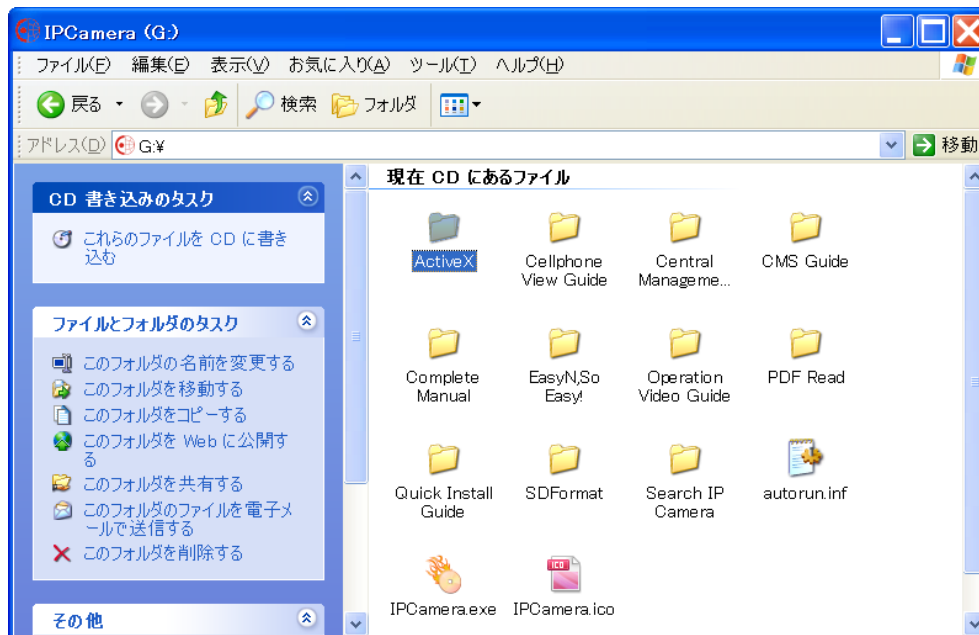 IPCamera (G:)
ファイル(F) 編集(E) 表示(V) お気に入り(A) ツール(T) ヘルプ(H)
戻る 検索 フォルダ
アドレス(D) G:¥ 移動
CD 書き込みのタスク
これらのファイルを CD に書き
込む
ファイルとフォルダのタスク
このフォルダの名前を変更する
このフォルダを移動する
このフォルダをコピーする
このフォルダを Web に公開す
る
このフォルダを共有する
このフォルダのファイルを電子メ
ールで送信する
このフォルダを削除する
その他
現在 CD にあるファイル
ActiveX
Cellphone
View Guide
Central
Manageme...
CMS Guide
Complete
Manual
EasyN,So
Easy!
Operation
Video Guide
PDF Read
Quick Install
Guide
SDFormat
Search IP
Camera
autorun.inf
IPCamera.exe
ICO
IPCamera.ico